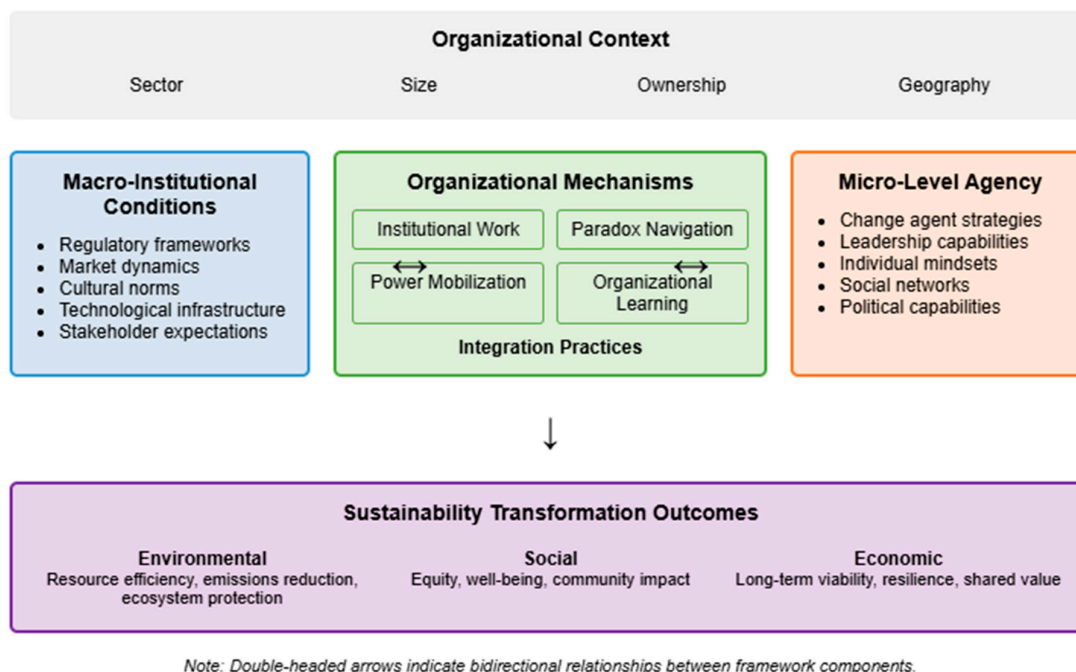 Organizational Context
Sector Size Ownership Geography
Macro-Institutional
Conditions
• Regulatory frameworks
• Market dynamics
• Cultural norms
• Technological infrastructure
• Stakeholder expectations
Organizational Mechanisms
Institutional Work
Paradox Navigation
↔ ↔
Power Mobilization
Organizational
Learning
Integration Practices
Micro-Level Agency
• Change agent strategies
• Leadership capabilities
• Individual mindsets
• Social networks
• Political capabilities
↓
Sustainability Transformation Outcomes
Environmental
Resource efficiency, emissions reduction,
ecosystem protection
Social
Equity, well-being, community impact
Economic
Long-term viability, resilience, shared value
Note: Double-headed arrows indicate bidirectional relationships between framework components.